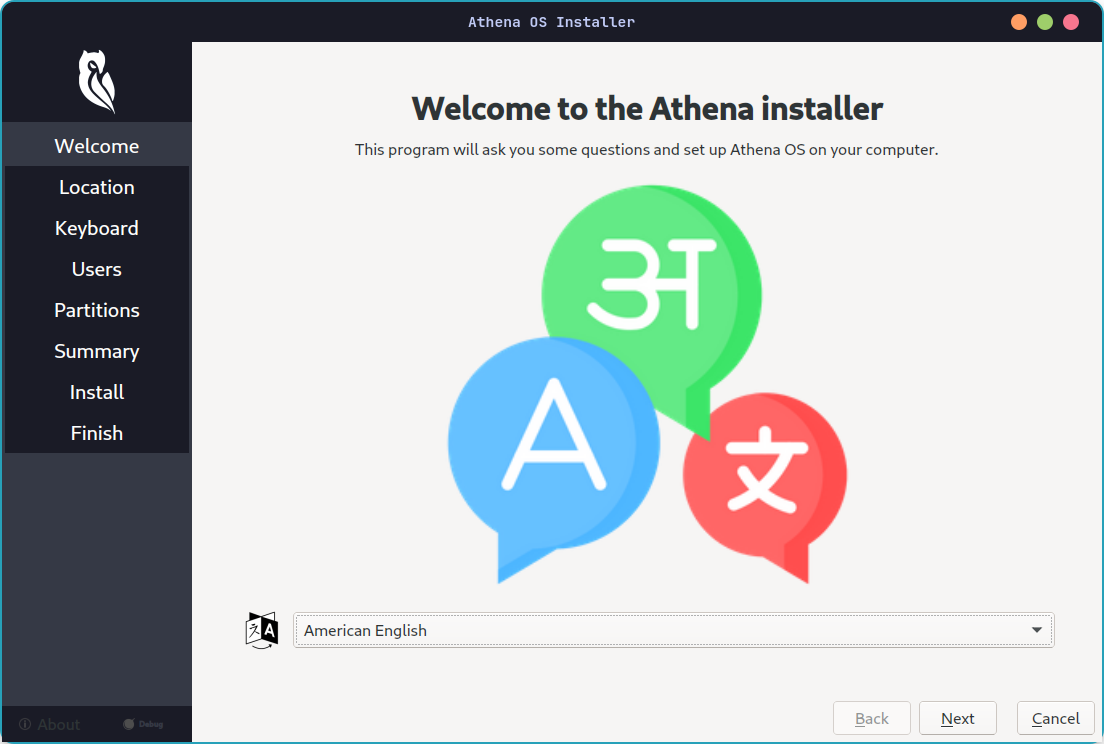 Athena OS Installer
Welcome
Location
Keyboard
Users
Partitions
Summary
Install
Finish
About
Debug
Welcome to the Athena installer
This program will ask you some questions and set up Athena OS on your computer.
अ
A
文
文 A
American English
Back
Next
Cancel